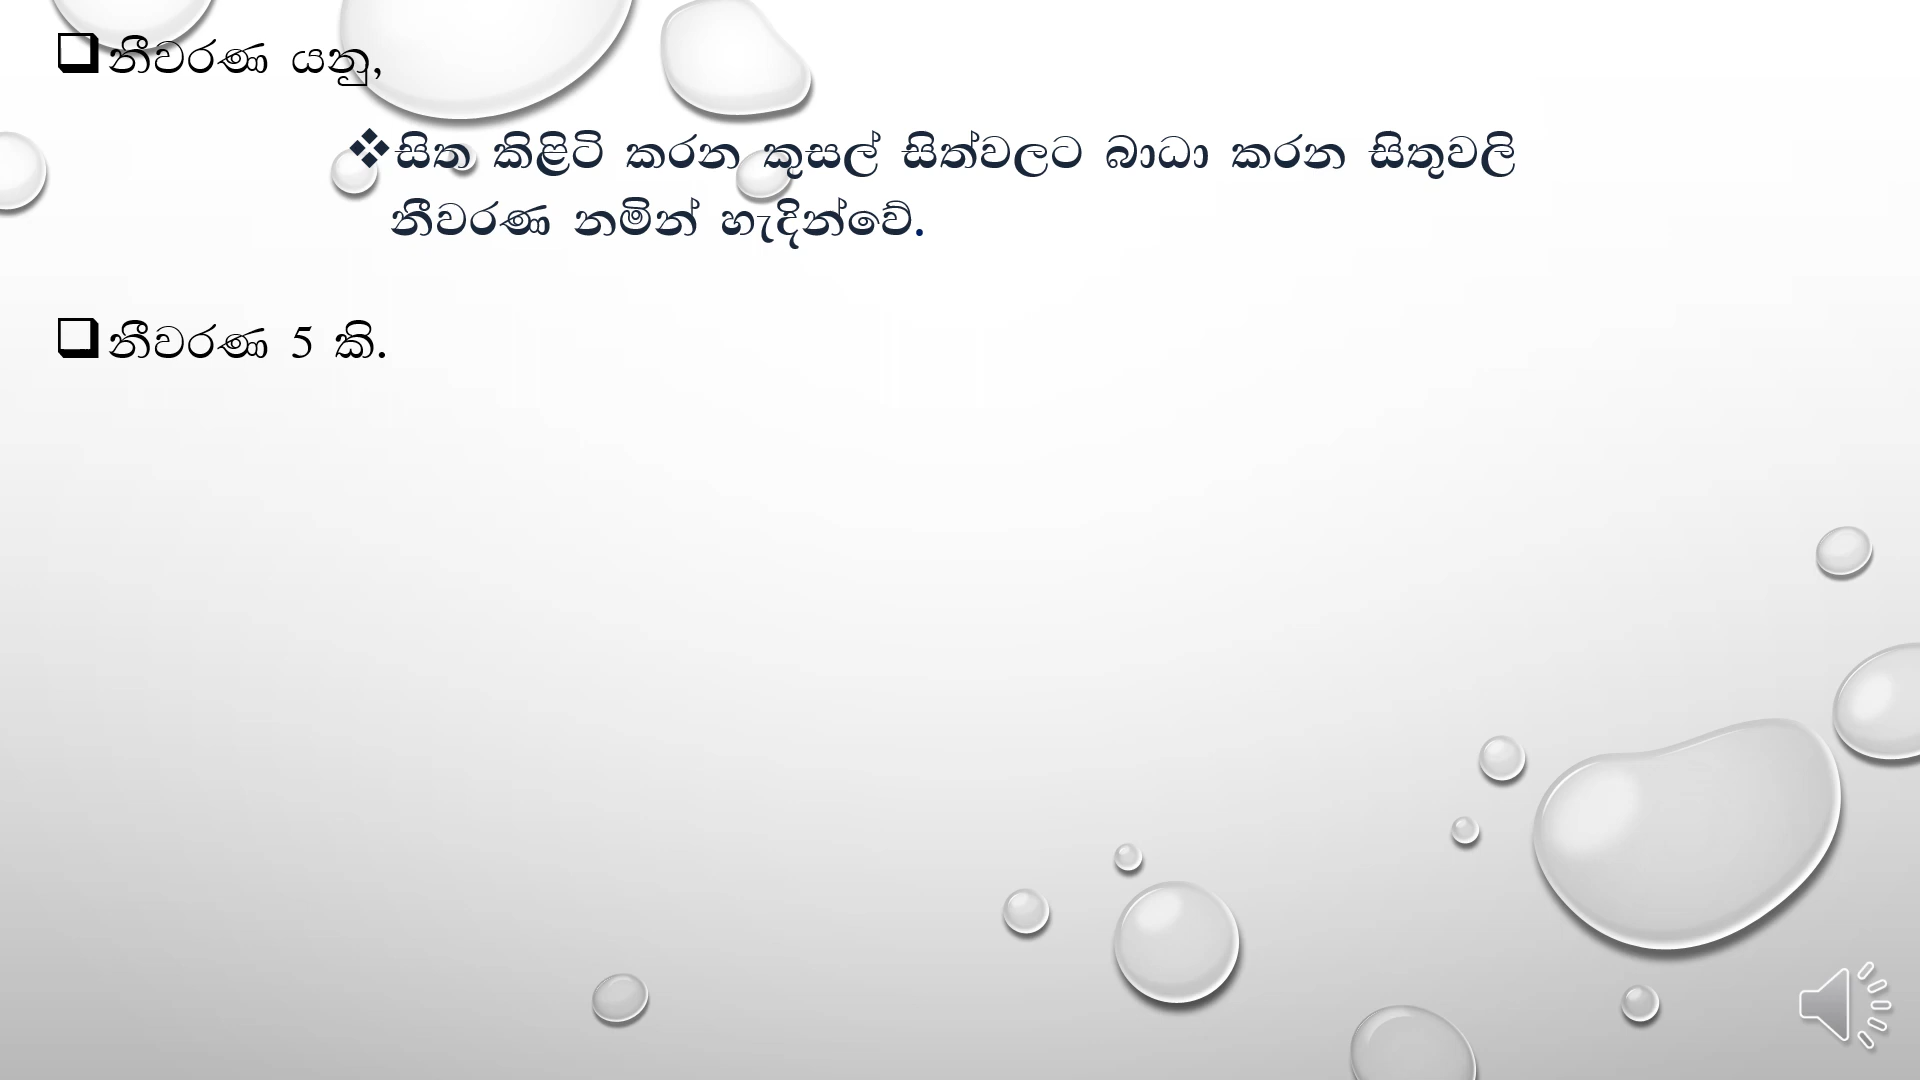 නීවරණ යනු,
සිත කිළිටි කරන කුසල් සිත්වලට බාධා කරන සිතුවලි
නීවරණ නමින් හැඳින්වේ.
නීවරණ 5 කි.